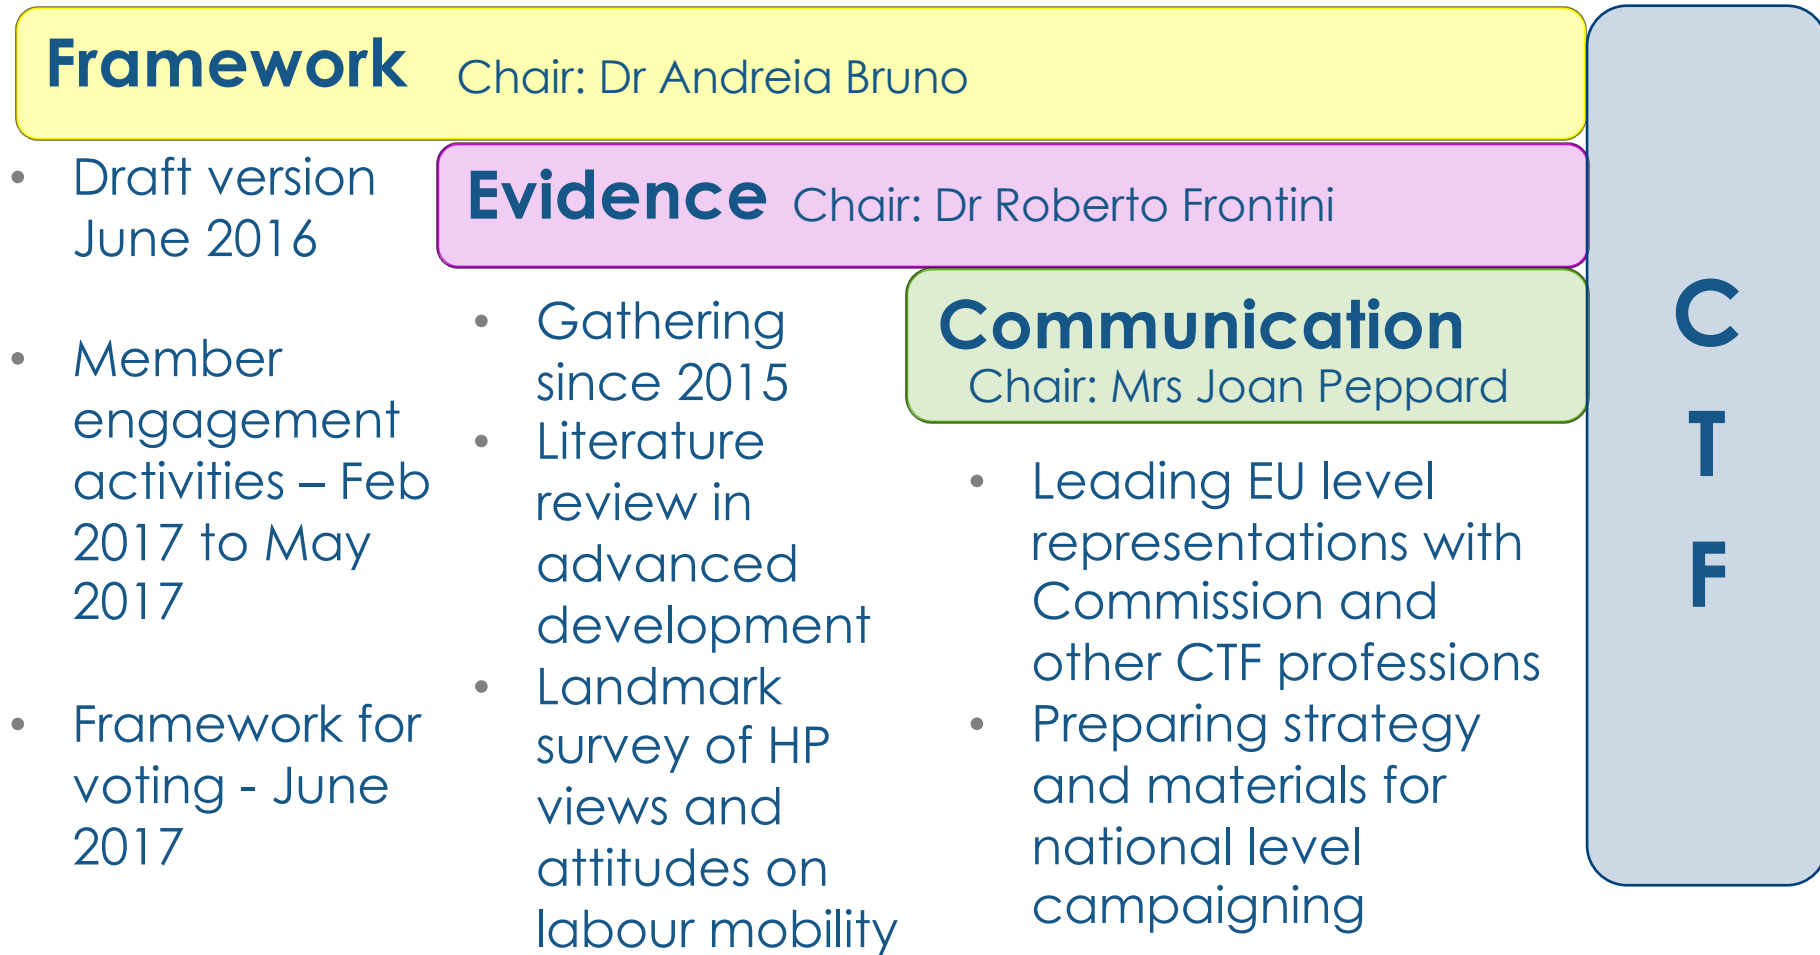 Framework Chair: Dr Andreia Bruno
• Draft version
June 2016
• Member
engagement
activities – Feb
2017 to May
2017
• Framework for
voting - June
2017
Evidence Chair: Dr Roberto Frontini
• Gathering
since 2015
• Literature
review in
advanced
development
• Landmark
survey of HP
views and
attitudes on
labour mobility
Communication
Chair: Mrs Joan Peppard
• Leading EU level
representations with
Commission and
other CTF professions
• Preparing strategy
and materials for
national level
campaigning
C
T
F